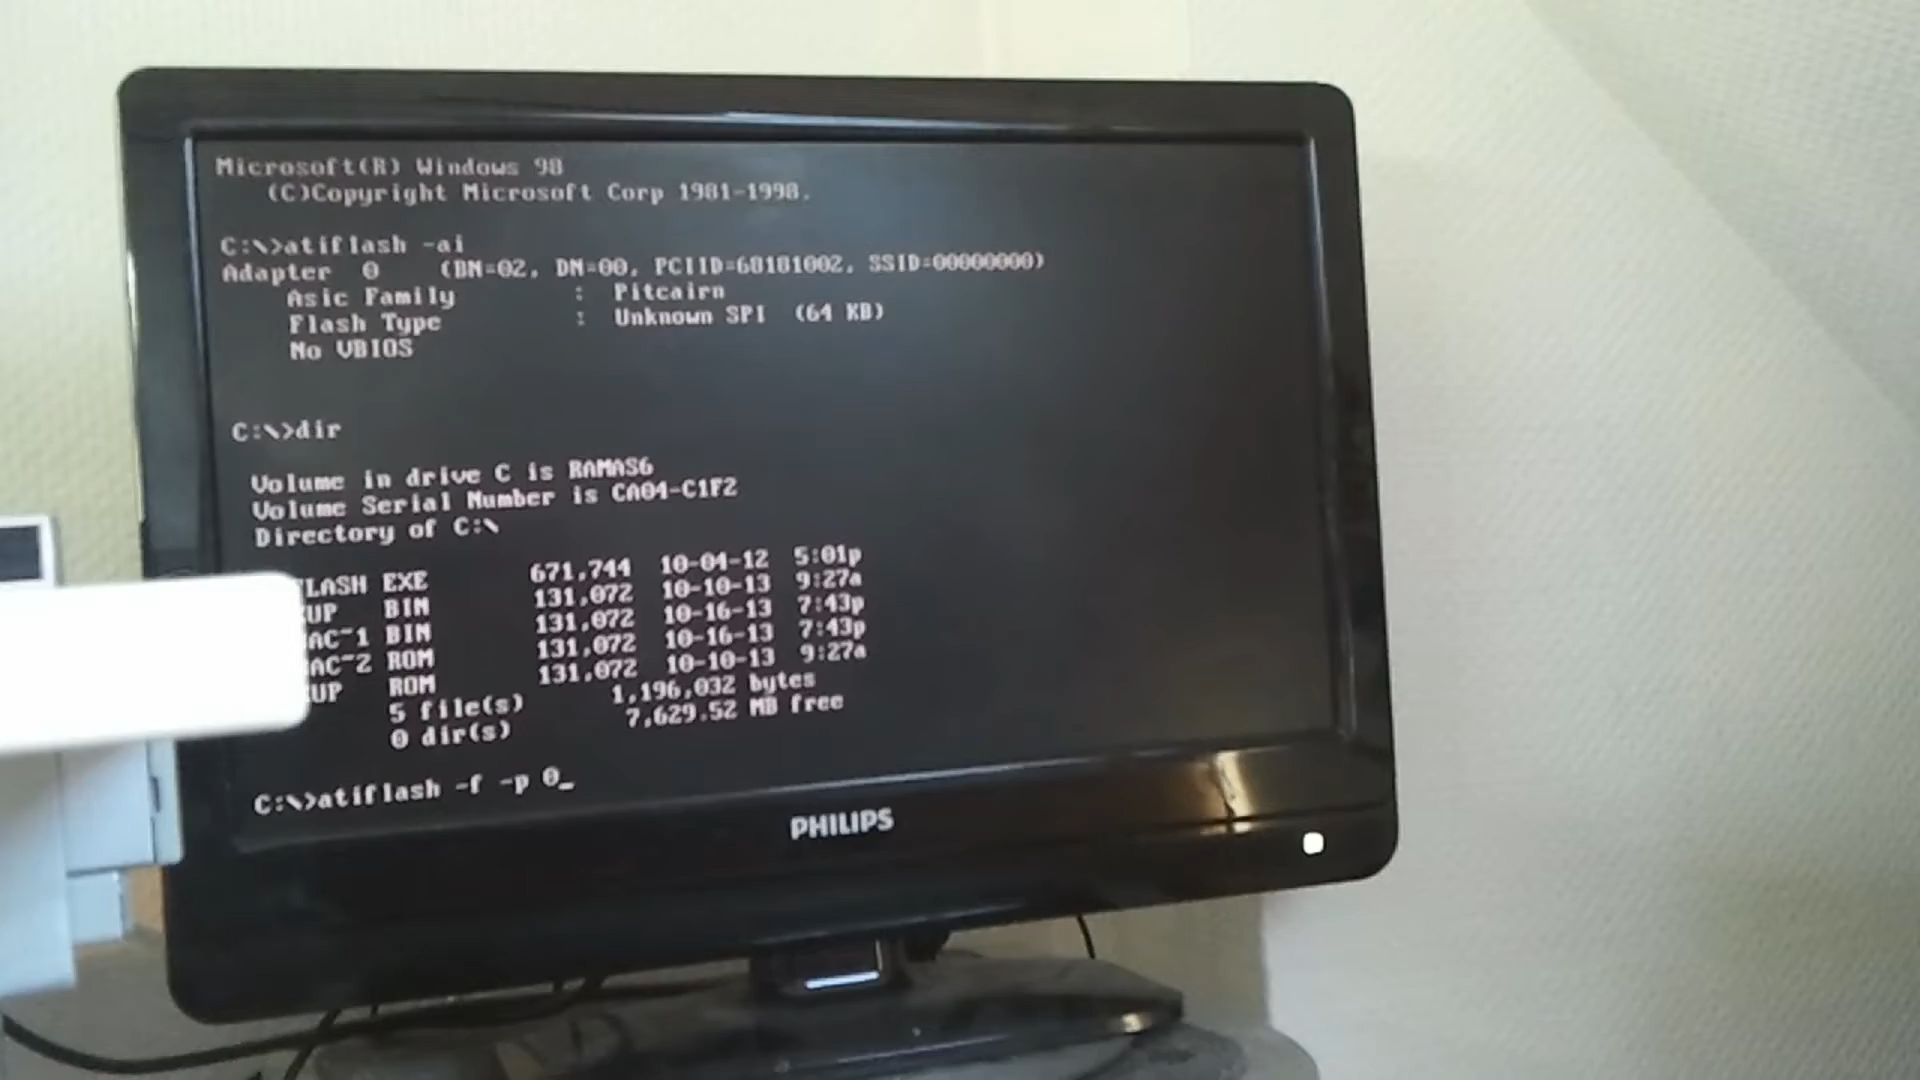 Microsoft(R) Windows 98
(C)Copyright Microsoft Corp 1981-1998.
C:\>atiflash -ai
Adapter 0 (BN=02, DN=00, PCIID=68181002, SSID=00000000)
Asic Family : Pitcairn
Flash Type : Unknown SPI (64 KB)
No VBIOS
C:\>dir
Volume in drive C is RAMAS6
Volume Serial Number is CA04-C1F2
Directory of C:\
LASH EXE 671,744 10-04-12 5:01p
UP BIN 131,072 10-10-13 9:27a
AC~1 BIN 131,072 10-16-13 7:43p
AC~2 ROM 131,072 10-16-13 7:43p
UP ROM 131,072 10-10-13 9:27a
5 file(s) 1,196,032 bytes
0 dir(s) 7,629.52 MB free
C:\>atiflash -f -p 0_
PHILIPS